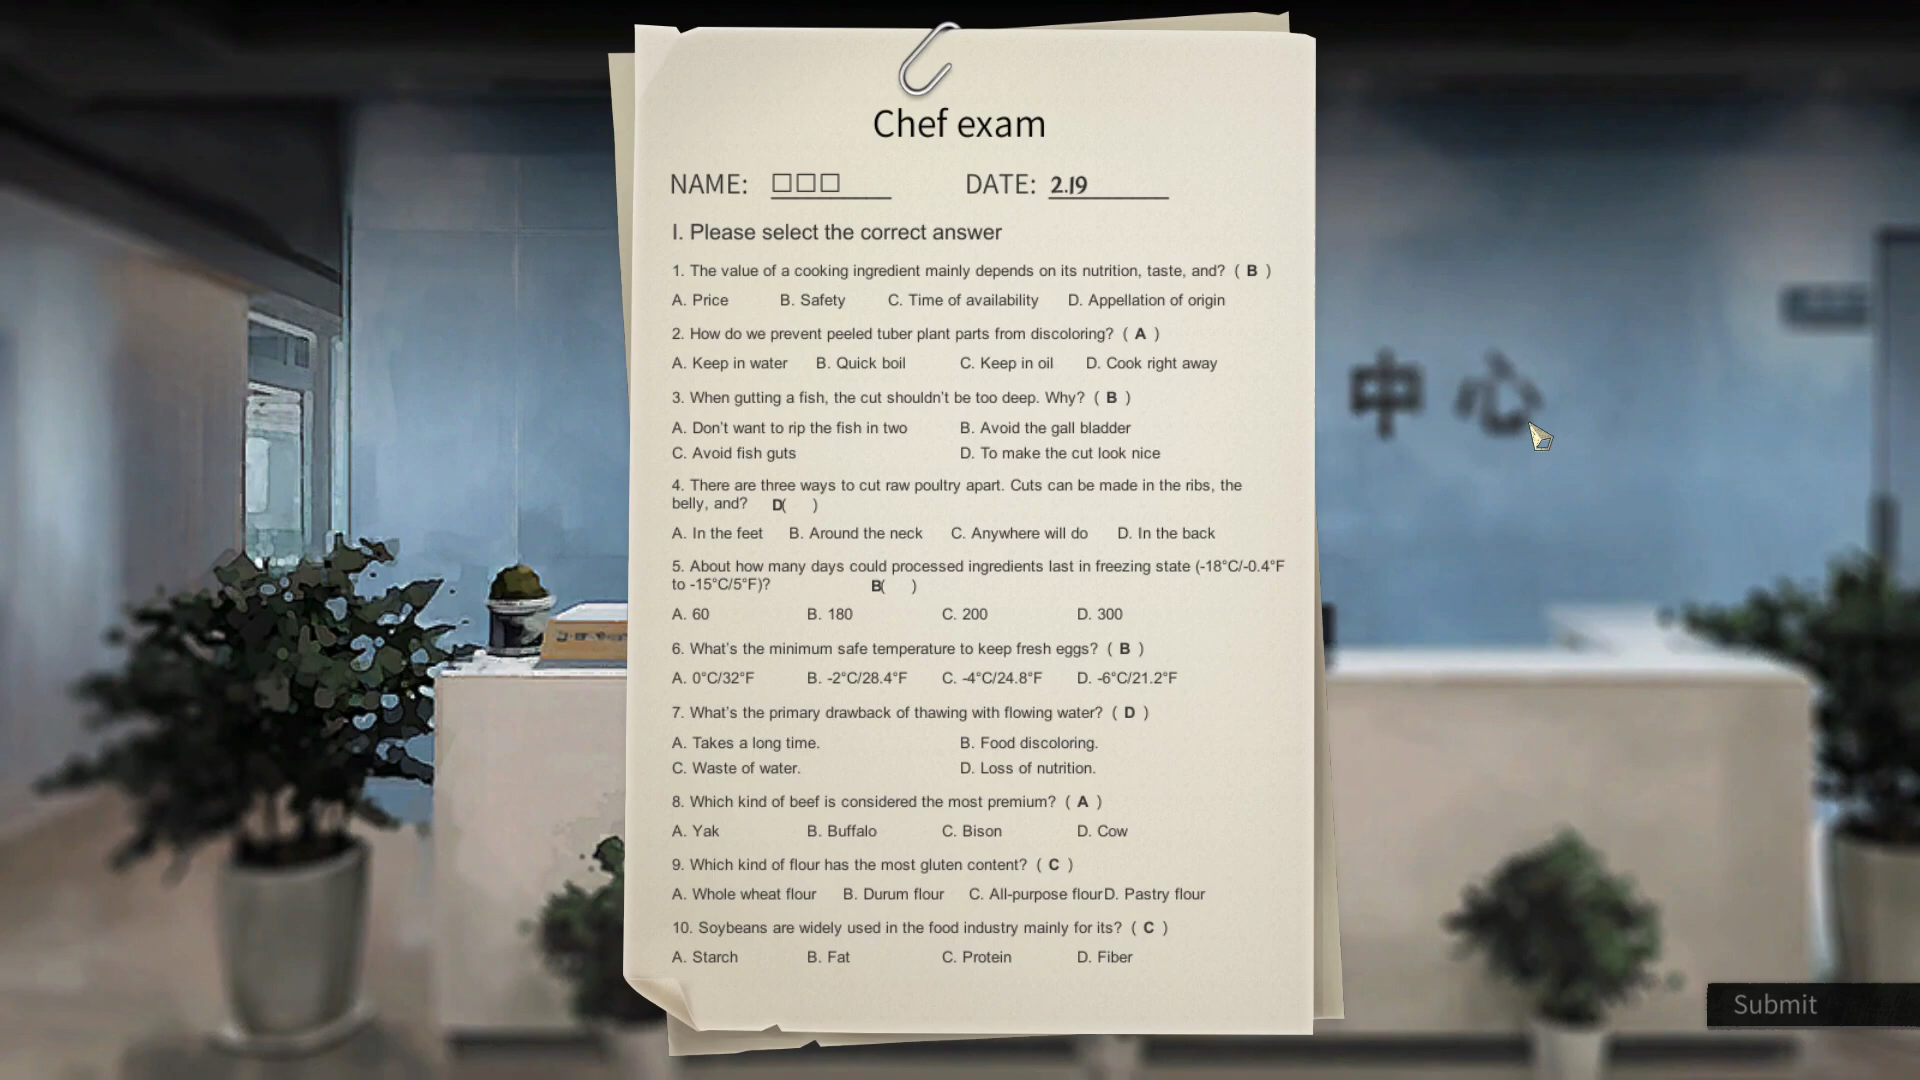 Chef exam
NAME: □□□ DATE: 2.19
I. Please select the correct answer
1. The value of a cooking ingredient mainly depends on its nutrition, taste, and? ( B )
A. Price B. Safety C. Time of availability D. Appellation of origin
2. How do we prevent peeled tuber plant parts from discoloring? ( A )
A. Keep in water B. Quick boil C. Keep in oil D. Cook right away
3. When gutting a fish, the cut shouldn't be too deep. Why? ( B )
A. Don't want to rip the fish in two B. Avoid the gall bladder
C. Avoid fish guts D. To make the cut look nice
4. There are three ways to cut raw poultry apart. Cuts can be made in the ribs, the
belly, and? D( )
A. In the feet B. Around the neck C. Anywhere will do D. In the back
5. About how many days could processed ingredients last in freezing state (-18°C/-0.4°F
to -15°C/5°F)? B( )
A. 60 B. 180 C. 200 D. 300
6. What's the minimum safe temperature to keep fresh eggs? ( B )
A. 0°C/32°F B. -2°C/28.4°F C. -4°C/24.8°F D. -6°C/21.2°F
7. What's the primary drawback of thawing with flowing water? ( D )
A. Takes a long time. B. Food discoloring.
C. Waste of water. D. Loss of nutrition.
8. Which kind of beef is considered the most premium? ( A )
A. Yak B. Buffalo C. Bison D. Cow
9. Which kind of flour has the most gluten content? ( C )
A. Whole wheat flour B. Durum flour C. All-purpose flourD. Pastry flour
10. Soybeans are widely used in the food industry mainly for its? ( C )
A. Starch B. Fat C. Protein D. Fiber
中心
Submit